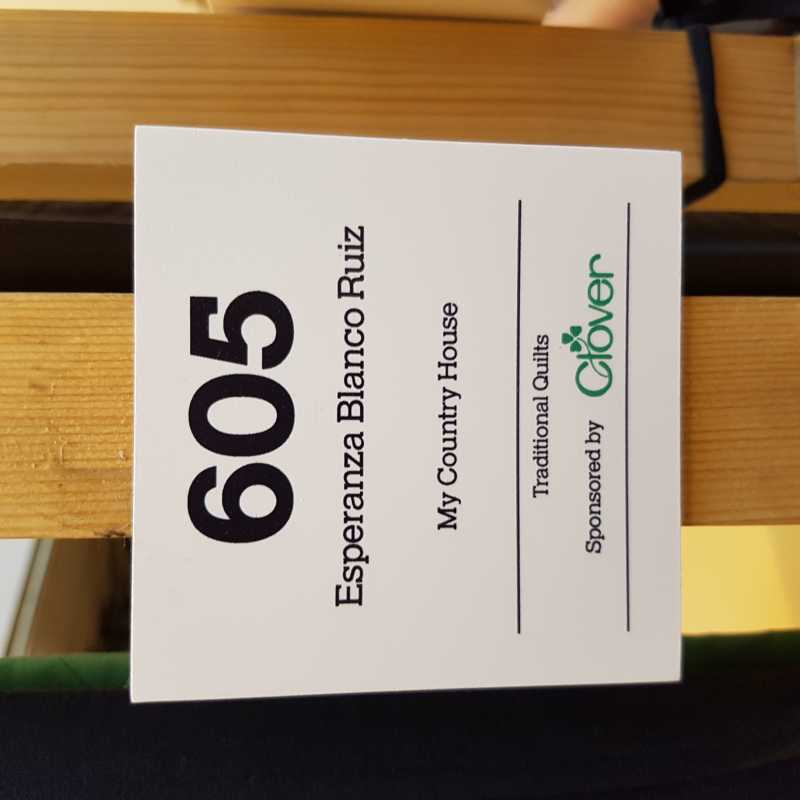 605
Esperanza Blanco Ruiz
My Country House
Traditional Quilts
Sponsored by Clover